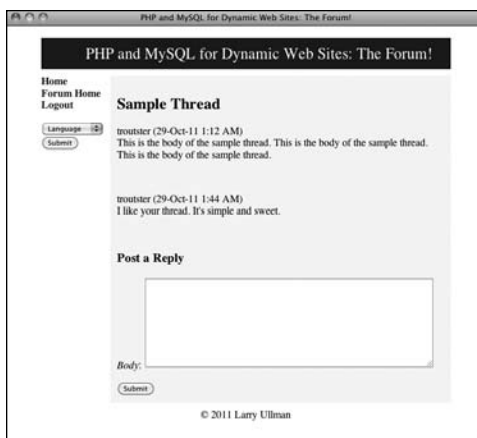 PHP and MySQL for Dynamic Web Sites: The Forum!
PHP and MySQL for Dynamic Web Sites: The Forum!
Home
Forum Home
Logout
Language
Submit
Sample Thread
troutster (29-Oct-11 1:12 AM)
This is the body of the sample thread. This is the body of the sample thread.
This is the body of the sample thread.
troutster (29-Oct-11 1:44 AM)
I like your thread. It's simple and sweet.
Post a Reply
Body:
Submit
© 2011 Larry Ullman